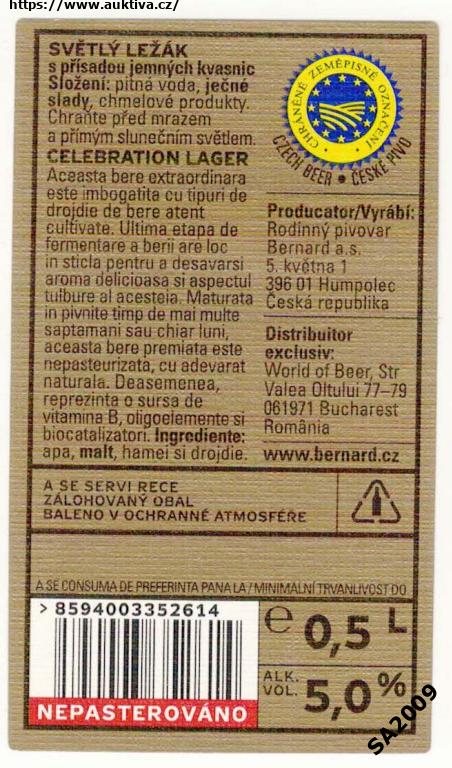 https://www.auktiva.cz/
SVĚTLÝ LEŽÁK
s přísadou jemných kvasnic
Složení: pitná voda, ječné
slady, chmelové produkty.
Chraňte před mrazem
a přímým slunečním světlem.
CELEBRATION LAGER
Aceasta bere extraordinara
este imbogatita cu tipuri de
drojdie de bere atent
cultivate. Ultima etapa de
fermentare a berii are loc
in sticla pentru a desavarsi
aroma delicioasa si aspectul
tulbure al acesteia. Maturata
in pivnite timp de mai multe
saptamani sau chiar luni,
aceasta bere premiata este
nepasteurizata, cu adevarat
naturala. Deasemenea,
reprezinta o sursa de
vitamina B, oligoelemente si
biocatalizatori. Ingrediente:
apa, malt, hamei si drojdie.
CHRÁNĚNÉ ZEMĚPISNÉ OZNAČENÍ
CZECH BEER • ČESKÉ PIVO
Producator/Vyrábí:
Rodinný pivovar
Bernard a.s.
5. května 1
396 01 Humpolec
Česká republika
Distribuitor
exclusiv:
World of Beer, Str
Valea Oltului 77–79
061971 Bucharest
România
www.bernard.cz
A SE SERVI RECE
ZÁLOHOVANÝ OBAL
BALENO V OCHRANNÉ ATMOSFÉŘE
A SE CONSUMA DE PREFERINTA PANA LA / MINIMÁLNÍ TRVANLIVOST DO
> 8594003352614
NEPASTEROVÁNO
e 0,5 L
ALK.
VOL. 5,0%
SA2009